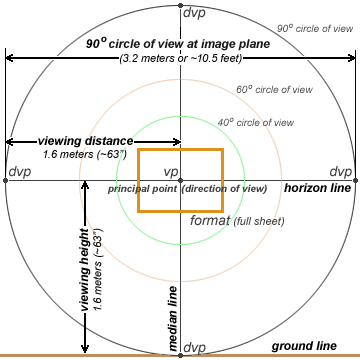 dvp
90° circle of view
90° circle of view at image plane
(3.2 meters or ~10.5 feet)
60° circle of view
40° circle of view
viewing distance
1.6 meters (~63")
dvp
vp
dvp
principal point (direction of view)
horizon line
format (full sheet)
viewing height
1.6 meters (~63")
median line
dvp
ground line